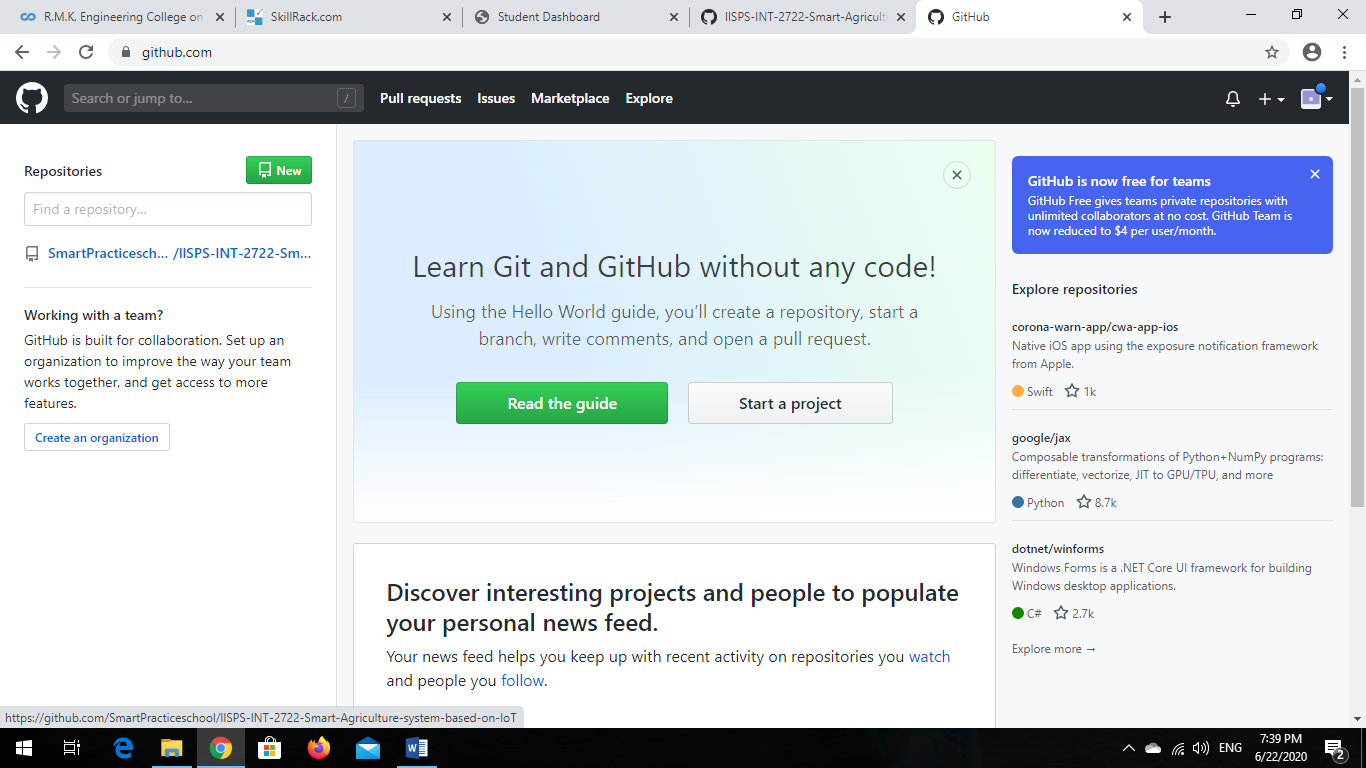 R.M.K. Engineering College on
SkillRack.com
Student Dashboard
IISPS-INT-2722-Smart-Agricult
GitHub
github.com
Search or jump to...
/
Pull requests
Issues
Marketplace
Explore
Repositories
New
Find a repository...
SmartPracticesch... /IISPS-INT-2722-Sm...
Working with a team?
GitHub is built for collaboration. Set up an
organization to improve the way your team
works together, and get access to more
features.
Create an organization
Learn Git and GitHub without any code!
Using the Hello World guide, you’ll create a repository, start a
branch, write comments, and open a pull request.
Read the guide
Start a project
Discover interesting projects and people to populate
your personal news feed.
Your news feed helps you keep up with recent activity on repositories you watch
and people you follow.
GitHub is now free for teams
GitHub Free gives teams private repositories with
unlimited collaborators at no cost. GitHub Team is
now reduced to $4 per user/month.
Explore repositories
corona-warn-app/cwa-app-ios
Native iOS app using the exposure notification framework
from Apple.
Swift 1k
google/jax
Composable transformations of Python+NumPy programs:
differentiate, vectorize, JIT to GPU/TPU, and more
Python 8.7k
dotnet/winforms
Windows Forms is a .NET Core UI framework for building
Windows desktop applications.
C# 2.7k
Explore more →
https://github.com/SmartPracticeschool/IISPS-INT-2722-Smart-Agriculture-system-based-on-IoT
ENG
7:39 PM
6/22/2020
2